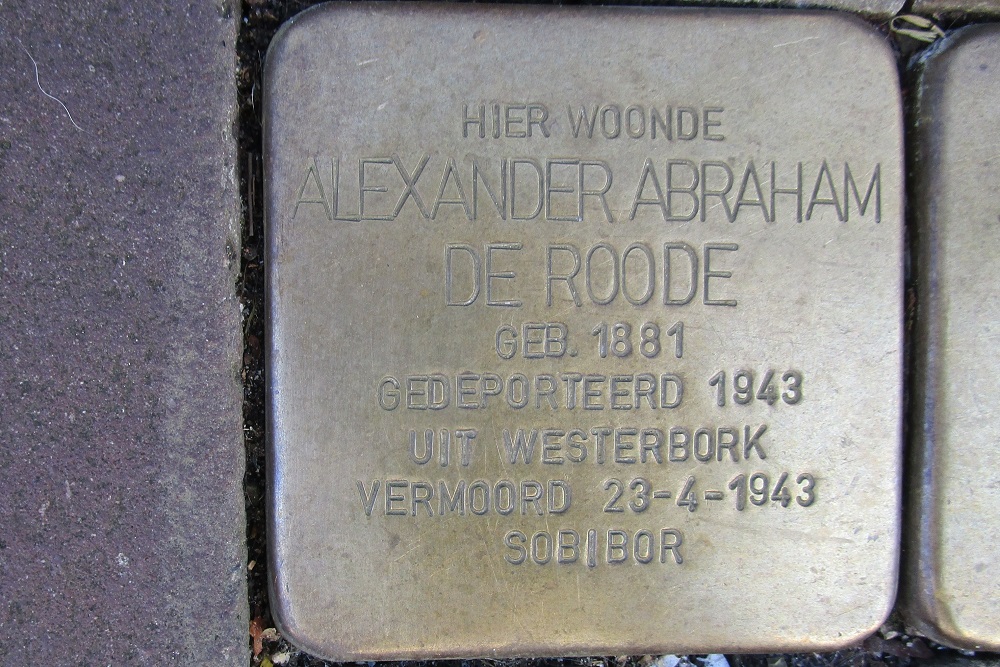 HIER WOONDE
ALEXANDER ABRAHAM
DE ROODE
GEB. 1881
GEDEPORTEERD 1943
UIT WESTERBORK
VERMOORD 23-4-1943
SOBIBOR